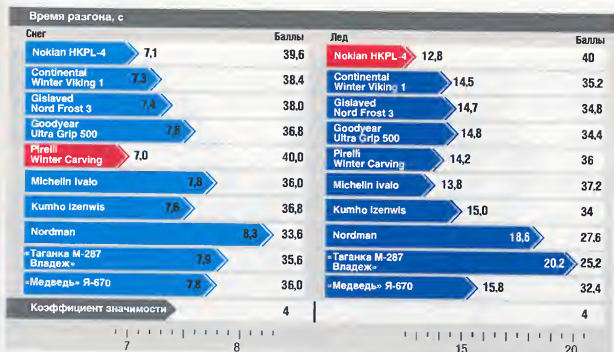 Время разгона, с
Снег Баллы
Nokian HKPL-4 7,1 39,6
Continental
Winter Viking 1 7,3 38,4
Gislaved
Nord Frost 3 7,4 38,0
Goodyear
Ultra Grip 500 7,6 36,8
Pirelli
Winter Carving 7,0 40,0
Michelin Ivalo 7,8 36,0
Kumho Izenwis 7,6 36,8
Nordman 8,3 33,6
«Таганка М-287
Владеж» 7,9 35,6
«Медведь» Я-670 7,8 36,0
Коэффициент значимости 4
7 8
Лед Баллы
Nokian HKPL-4 12,8 40
Continental
Winter Viking 1 14,5 35.2
Gislaved
Nord Frost 3 14,7 34,8
Goodyear
Ultra Grip 500 14,8 34,4
Pirelli
Winter Carving 14,2 36
Michelin Ivalo 13,8 37,2
Kumho Izenwis 15,0 34
Nordman 18,6 27.6
«Таганка М-287
Владеж» 20,2 25,2
«Медведь» Я-670 15.8 32,4
4
15 20